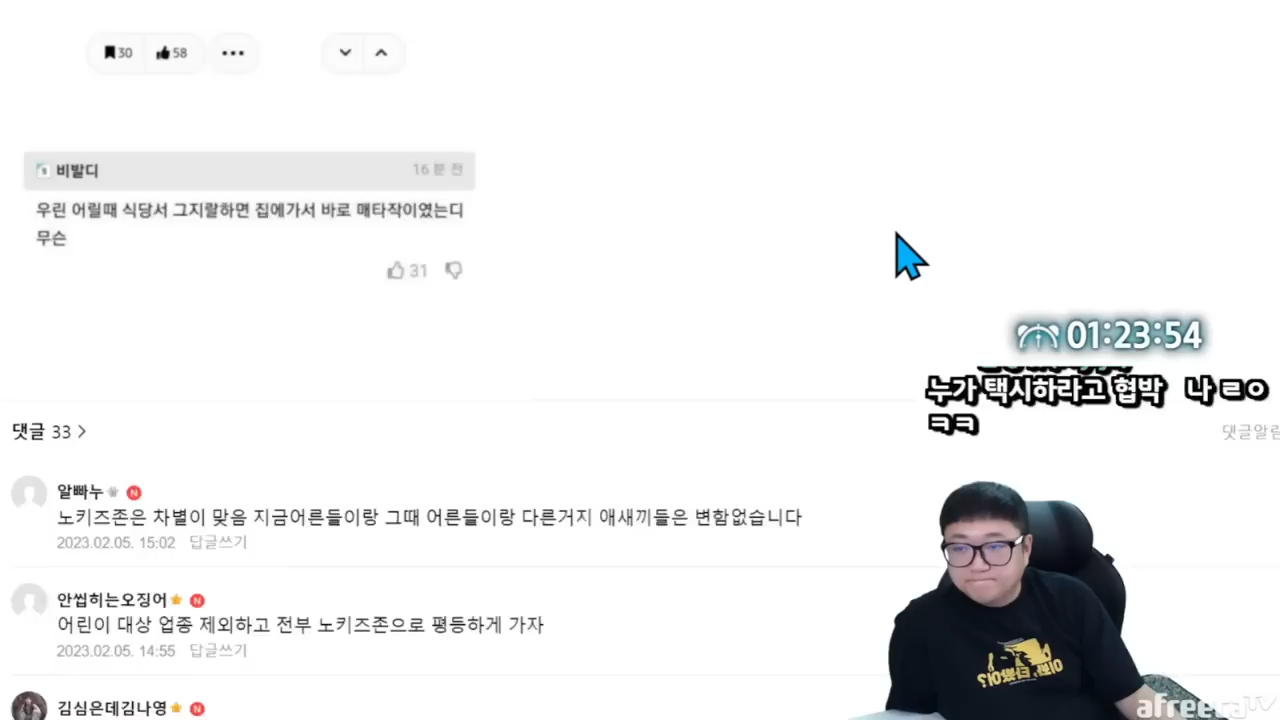 30 58
비발디 16 분 전
우린 어릴때 식당서 그지랄하면 집에가서 바로 매타작이였는디
무슨
31
01:23:54
누가 택시하라고 협박 나 ㄹㅇ
ㅋㅋ
댓글 33
댓글알림
알빠누 N
노키즈존은 차별이 맞음 지금어른들이랑 그때 어른들이랑 다른거지 애새끼들은 변함없습니다
2023.02.05. 15:02 답글쓰기
안씹히는오징어 N
어린이 대상 업종 제외하고 전부 노키즈존으로 평등하게 가자
2023.02.05. 14:55 답글쓰기
김심은데김나영 N
afreecaTV